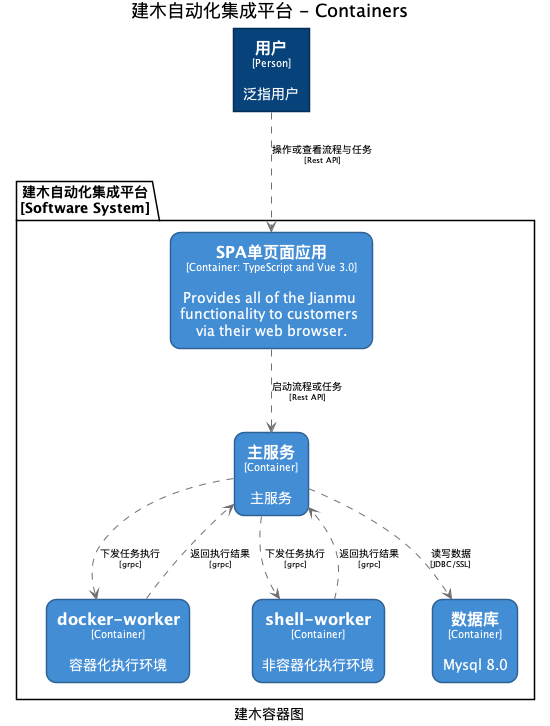 建木自动化集成平台 - Containers
用户
[Person]
泛指用户
操作或查看流程与任务
[Rest API]
建木自动化集成平台
[Software System]
SPA单页面应用
[Container: TypeScript and Vue 3.0]
Provides all of the Jianmu
functionality to customers
via their web browser.
启动流程或任务
[Rest API]
主服务
[Container]
主服务
下发任务执行
[grpc]
返回执行结果
[grpc]
下发任务执行
[grpc]
返回执行结果
[grpc]
读写数据
[JDBC/SSL]
docker-worker
[Container]
容器化执行环境
shell-worker
[Container]
非容器化执行环境
数据库
[Container]
Mysql 8.0
建木容器图